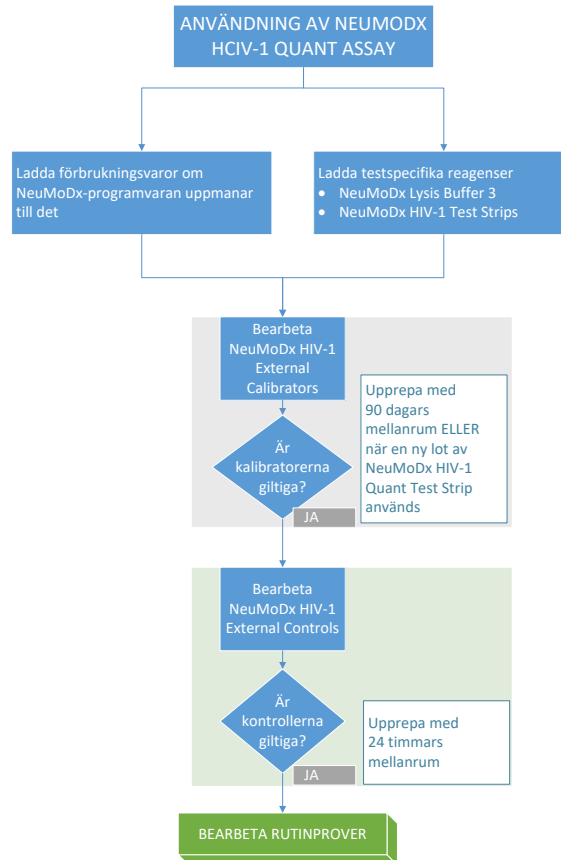 ANVÄNDNING AV NEUMODX
HCIV-1 QUANT ASSAY
Ladda förbrukningsvaror om
NeuMoDx-programvaran uppmanar
till det
Ladda testspecifika reagenser
• NeuMoDx Lysis Buffer 3
• NeuMoDx HIV-1 Test Strips
Bearbeta
NeuMoDx HIV-1
External
Calibrators
Upprepa med
90 dagars
mellanrum ELLER
när en ny lot av
NeuMoDx HIV-1
Quant Test Strip
används
Är
kalibratorerna
giltiga?
JA
Bearbeta
NeuMoDx HIV-1
External Controls
Är
kontrollerna
giltiga?
Upprepa med
24 timmars
mellanrum
JA
BEARBETA RUTINPROVER